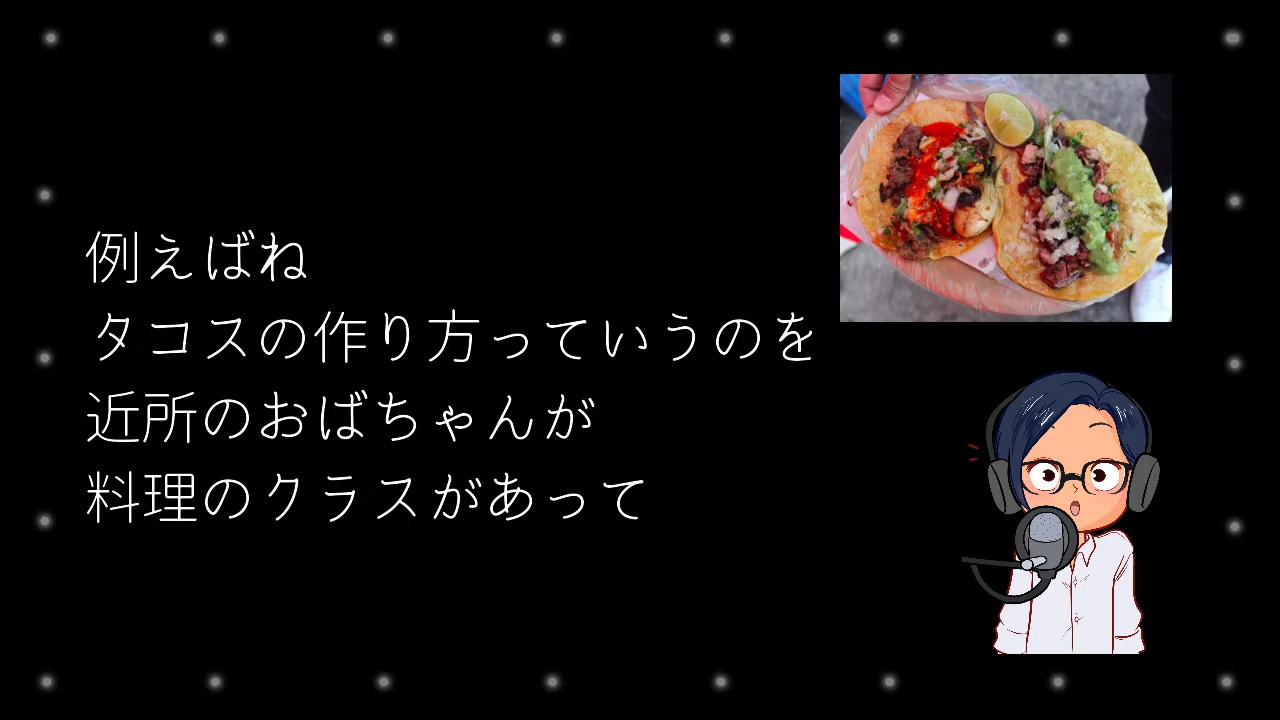 例えばね
タコスの作り方っていうのを
近所のおばちゃんが
料理のクラスがあって